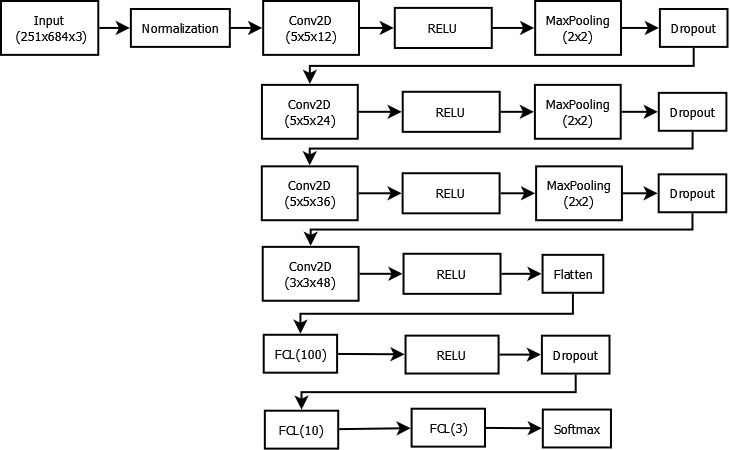 Input
(251x684x3)
Normalization
Conv2D
(5x5x12)
RELU
MaxPooling
(2x2)
Dropout
Conv2D
(5x5x24)
RELU
MaxPooling
(2x2)
Dropout
Conv2D
(5x5x36)
RELU
MaxPooling
(2x2)
Dropout
Conv2D
(3x3x48)
RELU
Flatten
FCL(100)
RELU
Dropout
FCL(10)
FCL(3)
Softmax